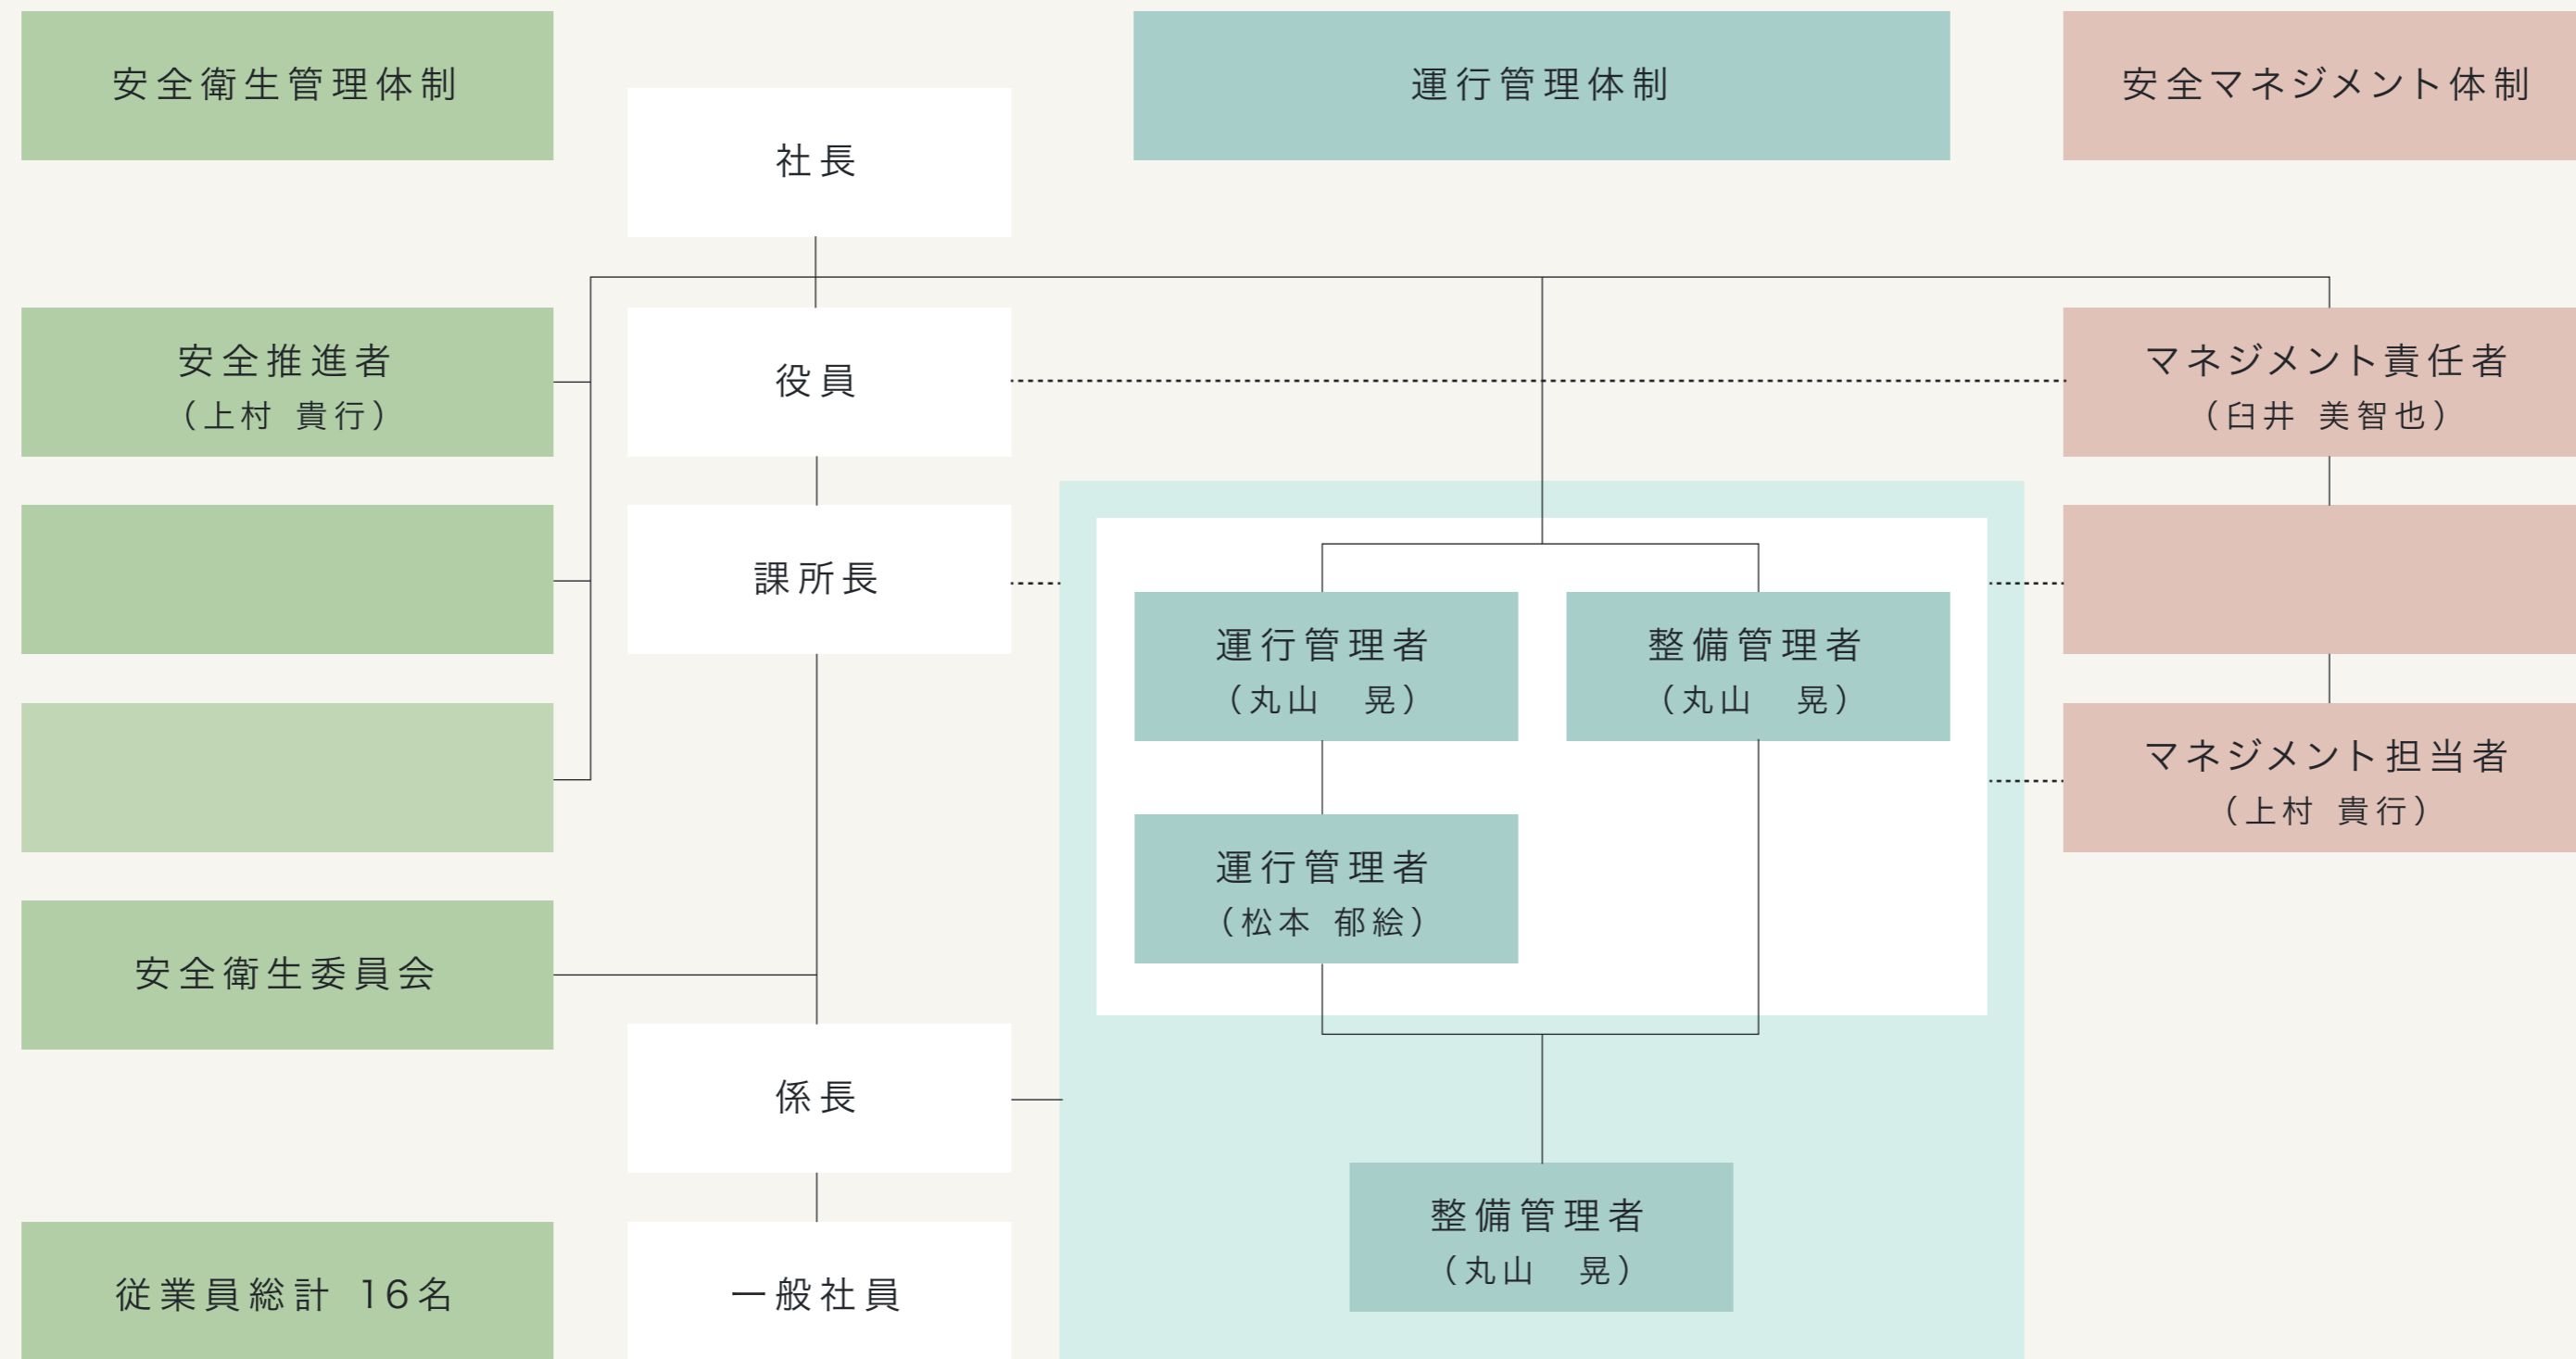 安全衛生管理体制
運行管理体制
安全マネジメント体制
社長
安全推進者
（上村 貴行）
役員
マネジメント責任者
（臼井 美智也）
課所長
運行管理者
（丸山　晃）
整備管理者
（丸山　晃）
マネジメント担当者
（上村 貴行）
運行管理者
（松本 郁絵）
安全衛生委員会
係長
整備管理者
（丸山　晃）
従業員総計 16名
一般社員